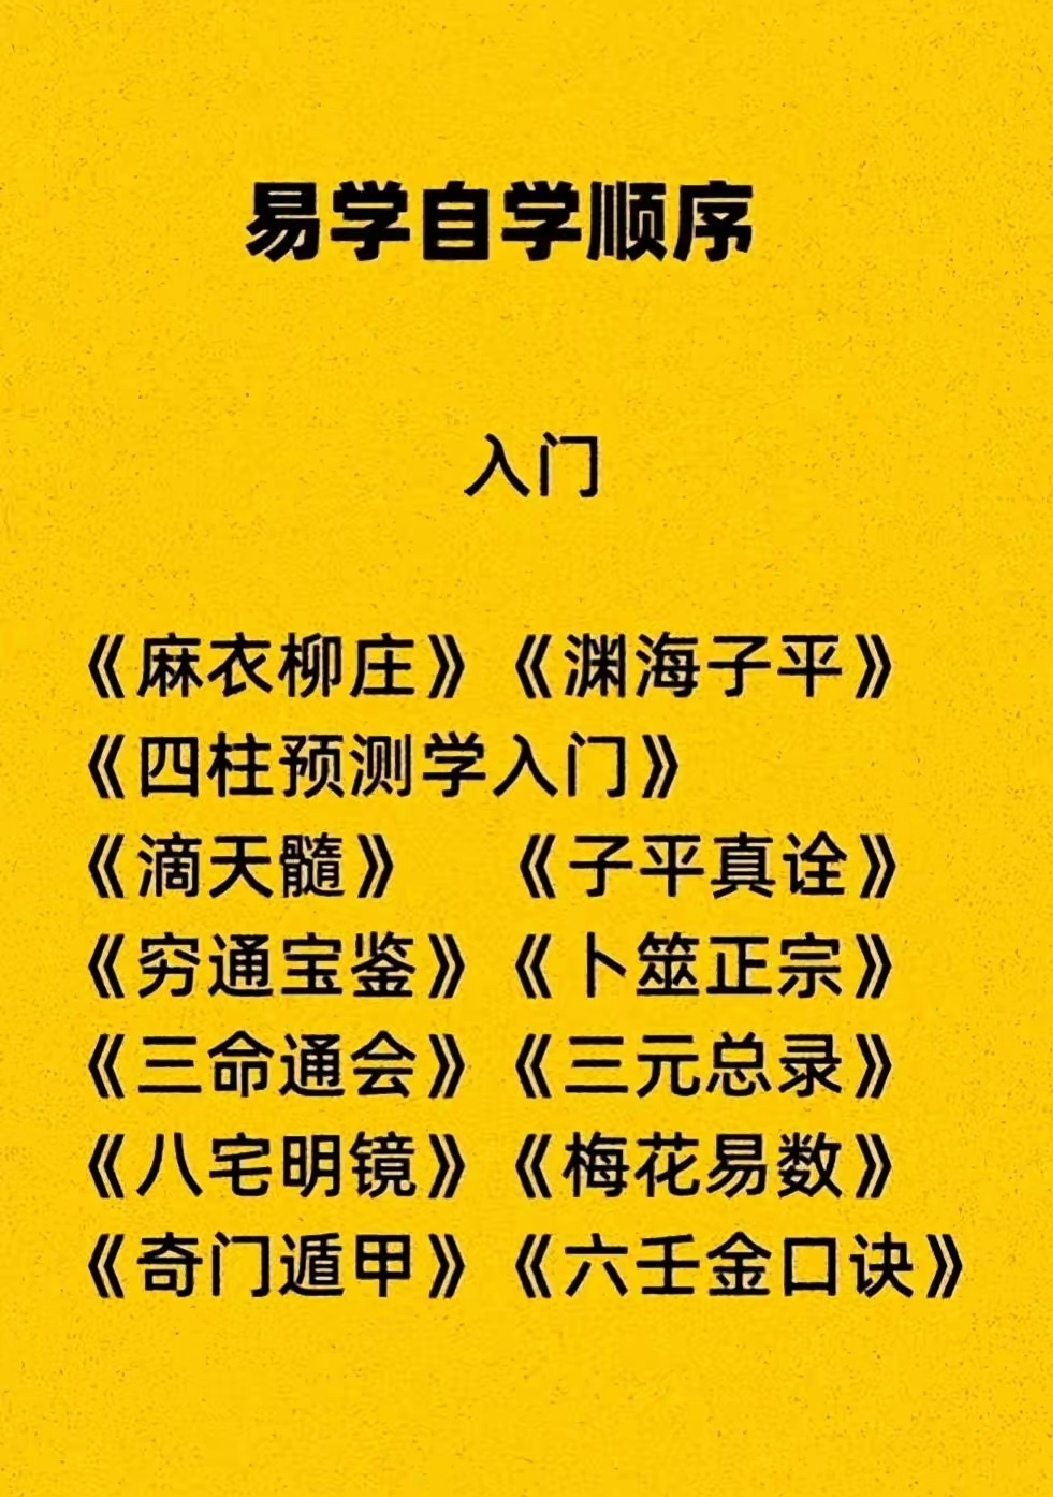 易学自学顺序
入门
《麻衣柳庄》《渊海子平》
《四柱预测学入门》
《滴天髓》 《子平真诠》
《穷通宝鉴》《卜筮正宗》
《三命通会》《三元总录》
《八宅明镜》《梅花易数》
《奇门遁甲》《六壬金口诀》